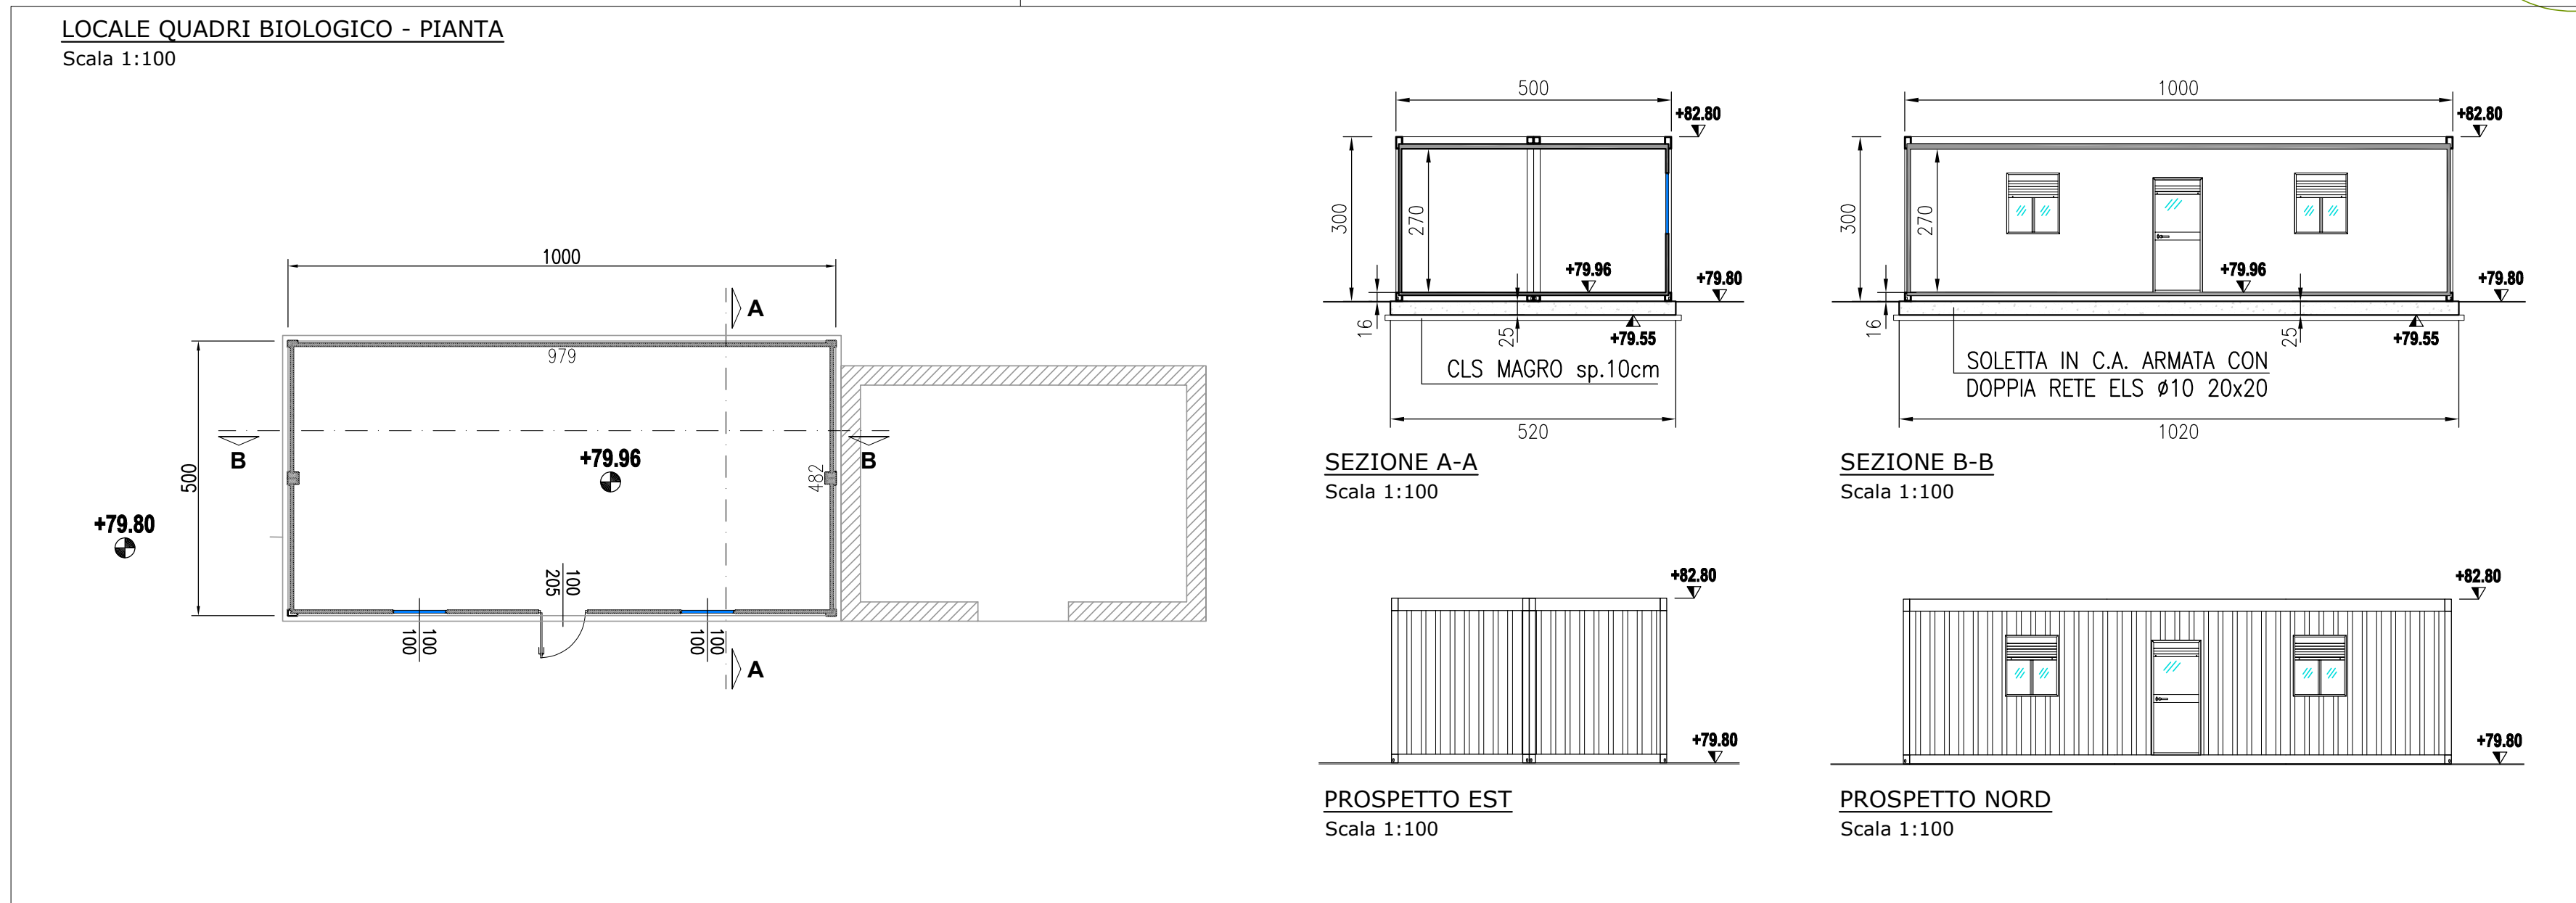 LOCALE QUADRI BIOLOGICO - PIANTA
Scala 1:100
1000
979
A
500
482
B
B
+79.96
+79.80
100
205
100
100
100
100
A
500
+82.80
300
270
+79.96
+79.80
16
25
+79.55
CLS MAGRO sp.10cm
520
SEZIONE A-A
Scala 1:100
1000
+82.80
300
270
+79.96
+79.80
16
25
+79.55
SOLETTA IN C.A. ARMATA CON
DOPPIA RETE ELS ø10 20x20
1020
SEZIONE B-B
Scala 1:100
+82.80
+79.80
PROSPETTO EST
Scala 1:100
+82.80
+79.80
PROSPETTO NORD
Scala 1:100